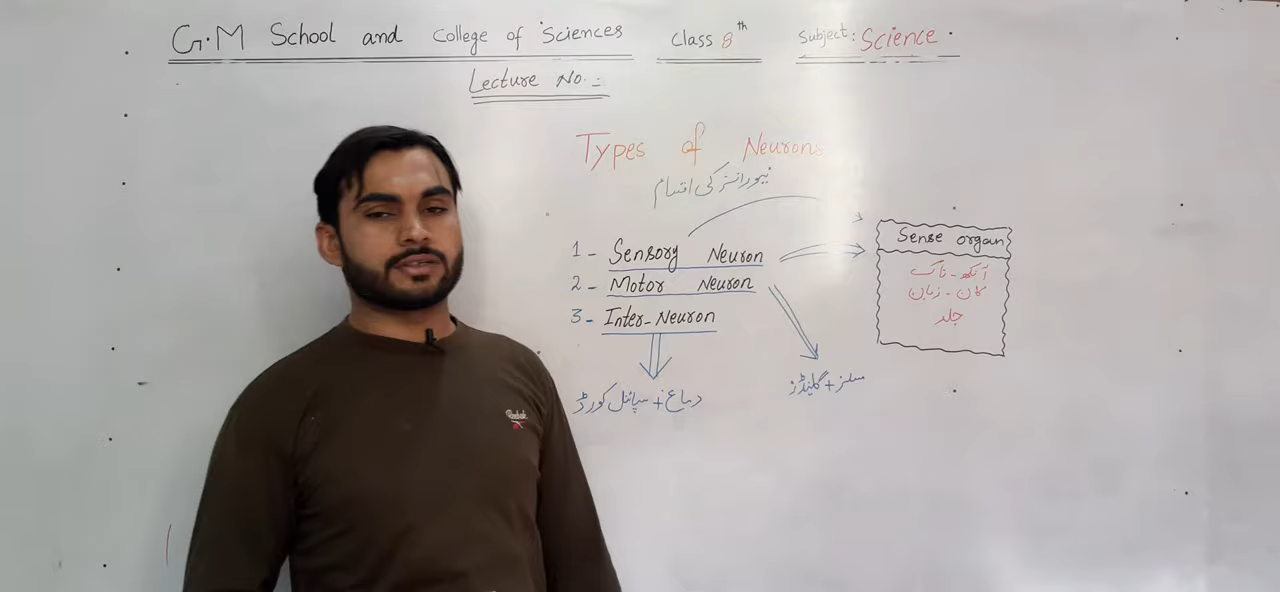 G.M School and College of Sciences Class 8th Subject: Science.
Lecture No. =
Types of Neurons
نیورانز کی اقسام
1- Sensory Neuron
2- Motor Neuron
3- Inter-Neuron
دماغ + سپائنل کورڈ
مسلز + گلینڈز
Sense organ
آنکھ - ناک
کان - زبان
جلد